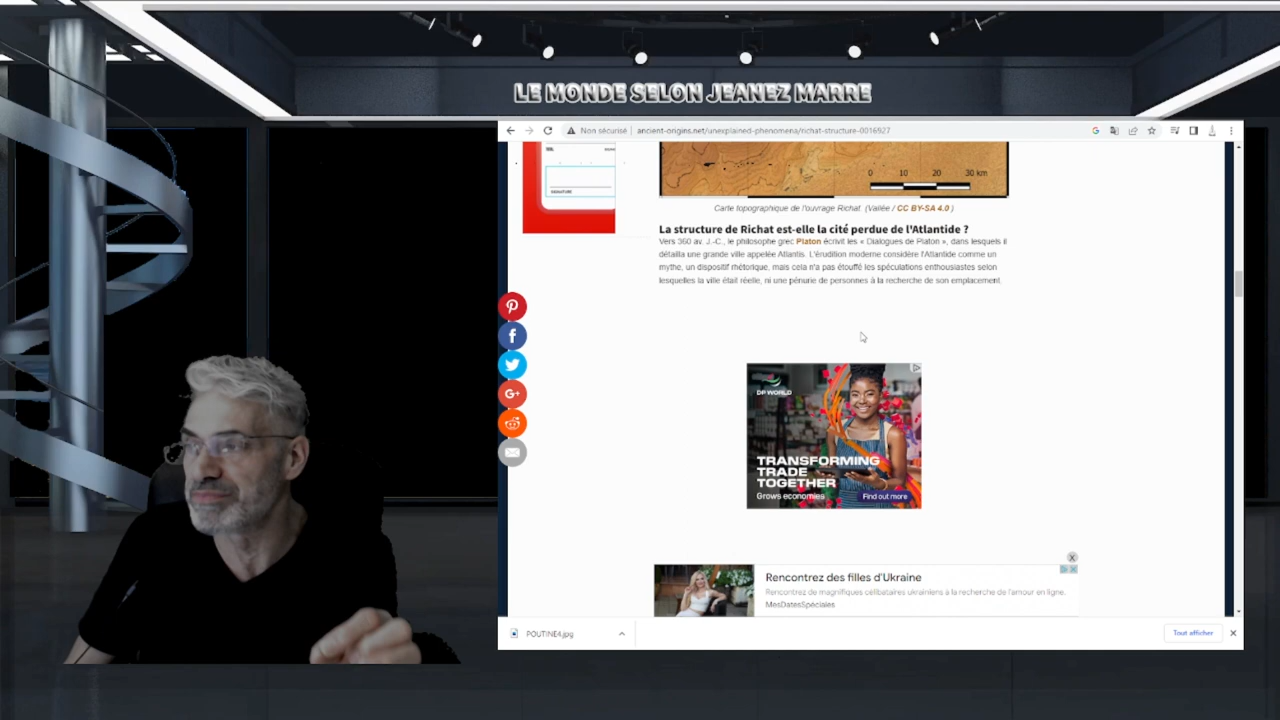 LE MONDE SELON JEANEZ MARRE
Non sécurisé | ancient-origins.net/unexplained-phenomena/richat-structure-0016927
SIGNATURE
0 10 20 30 km
Carte topographique de l'ouvrage Richat (Vallée / CC BY-SA 4.0 )
La structure de Richat est-elle la cité perdue de l'Atlantide ?
Vers 360 av. J.-C., le philosophe grec Platon écrivit les « Dialogues de Platon », dans lesquels il
détailla une grande ville appelée Atlantis. L'érudition moderne considère l'Atlantide comme un
mythe, un dispositif rhétorique, mais cela n'a pas étouffé les spéculations enthousiastes selon
lesquelles la ville était réelle, ni une pénurie de personnes à la recherche de son emplacement.
DP WORLD
TRANSFORMING
TRADE
TOGETHER
Grows economies
Find out more
Rencontrez des filles d'Ukraine
Rencontrez de magnifiques célibataires ukrainiens à la recherche de l'amour en ligne.
MesDatesSpéciales
POUTINE4.jpg
Tout afficher